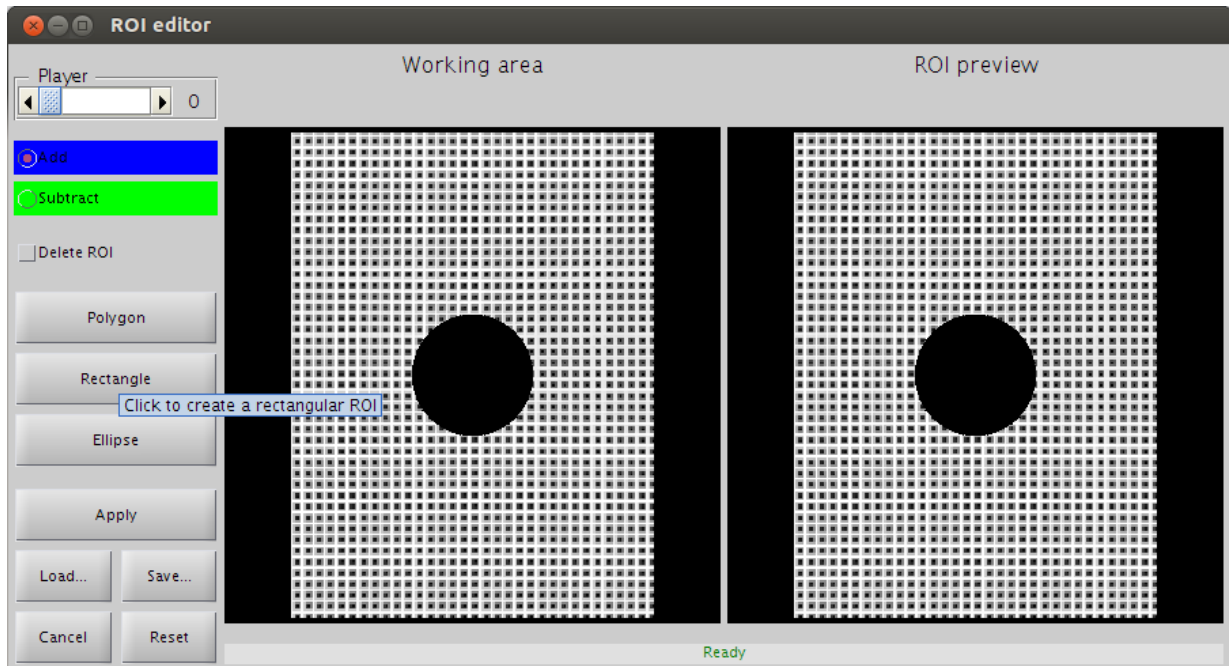 ROI editor
Working area
ROI preview
Player
0
Add
Subtract
Delete ROI
Polygon
Rectangle
Click to create a rectangular ROI
Ellipse
Apply
Load...
Save...
Cancel
Reset
Ready